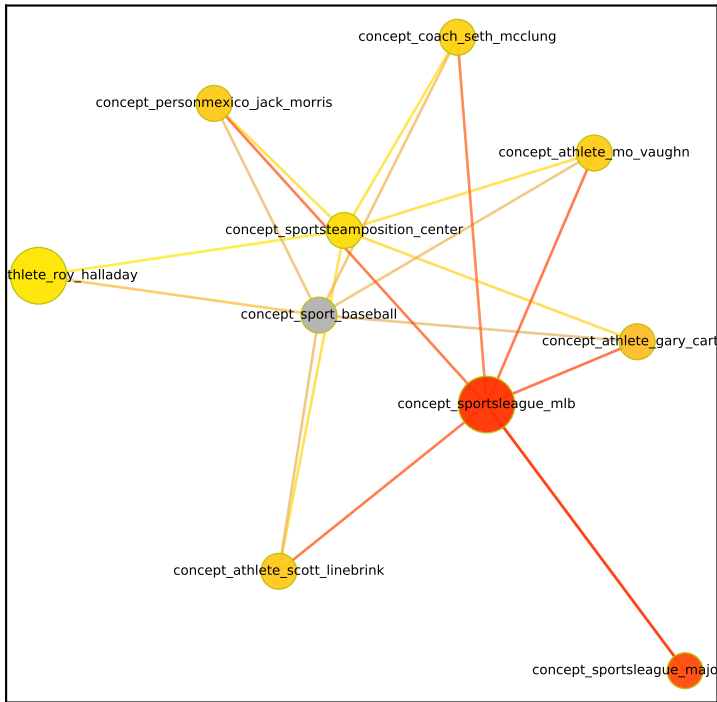 concept_coach_seth_mcclung
concept_personmexico_jack_morris
concept_athlete_mo_vaughn
concept_sportsteamposition_center
thlete_roy_halladay
concept_sport_baseball
concept_athlete_gary_cart
concept_sportsleague_mlb
concept_athlete_scott_linebrink
concept_sportsleague_majo